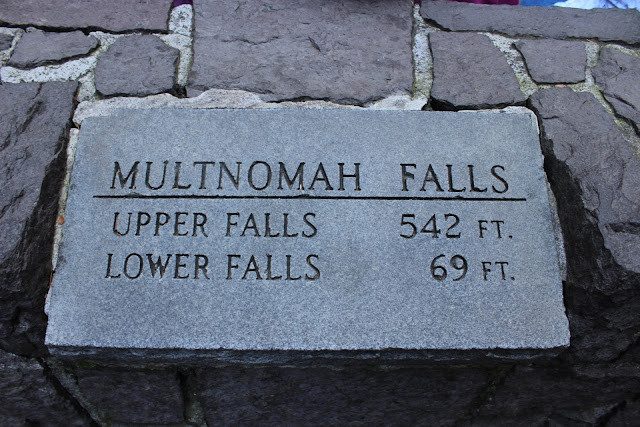 MULTNOMAH FALLS
UPPER FALLS 542 FT.
LOWER FALLS 69 FT.